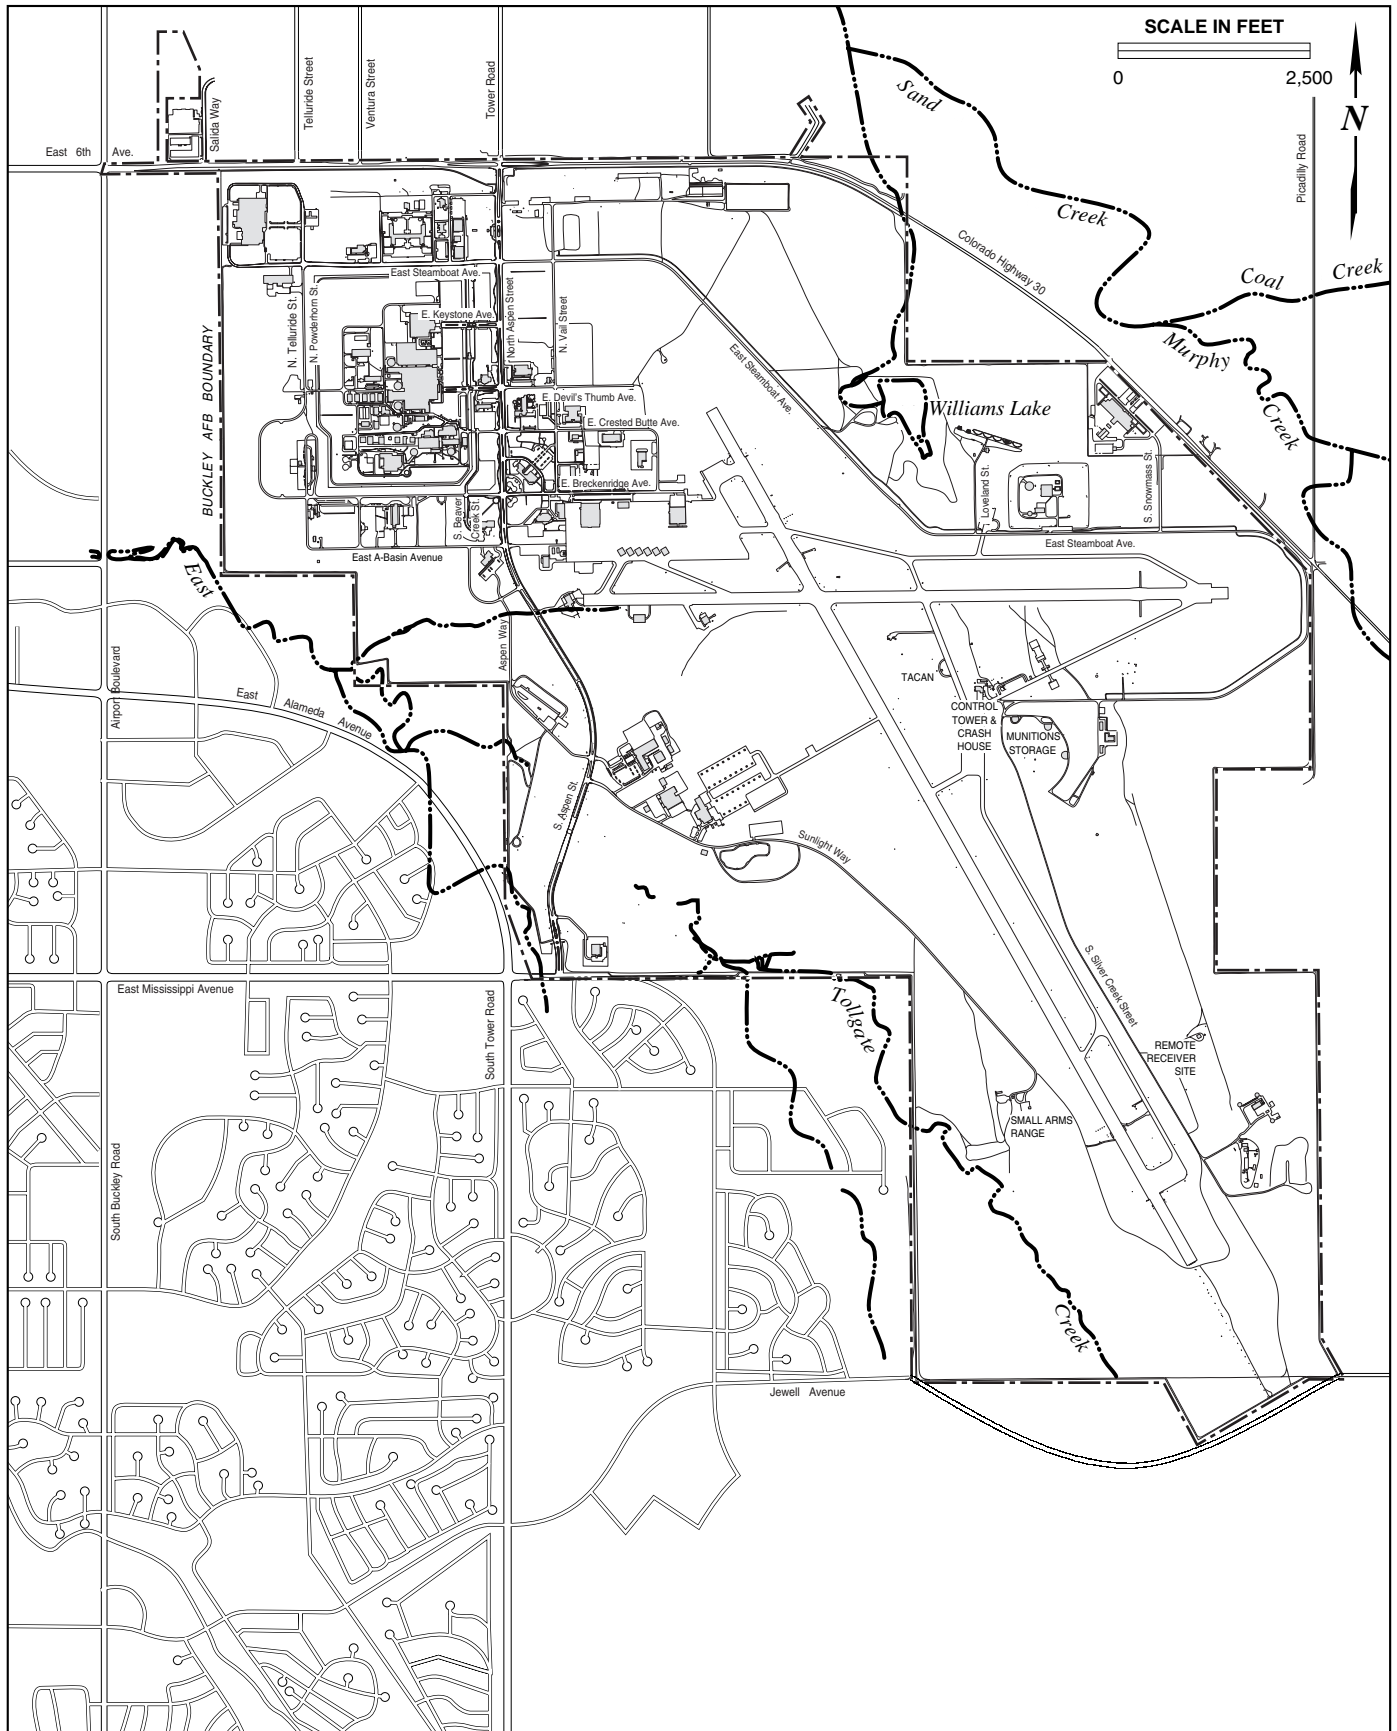 SCALE IN FEET
0 2,500
N
Sand
Creek
Coal
Creek
Murphy
Creek
Salida Way
Telluride Street
Ventura Street
Tower Road
Picadilly Road
East 6th Ave.
Colorado Highway 30
East Steamboat Ave.
E. Keystone Ave.
N. Telluride St.
N. Powderhorn St.
North Aspen Street
N. Vail Street
East Steamboat Ave.
BUCKLEY AFB BOUNDARY
E. Devil's Thumb Ave.
E. Crested Butte Ave.
Williams Lake
E. Breckenridge Ave.
S. Beaver
Creek St.
Loveland St.
S. Snowmass St.
East A-Basin Avenue
East Steamboat Ave.
East
Aspen Way
Airport Boulevard
East Alameda Avenue
TACAN
CONTROL
TOWER &
CRASH
HOUSE
MUNITIONS
STORAGE
S. Aspen St.
Sunlight Way
S. Silver Creek Street
East Mississippi Avenue
South Tower Road
Tollgate
REMOTE
RECEIVER
SITE
SMALL ARMS
RANGE
South Buckley Road
Creek
Jewell Avenue